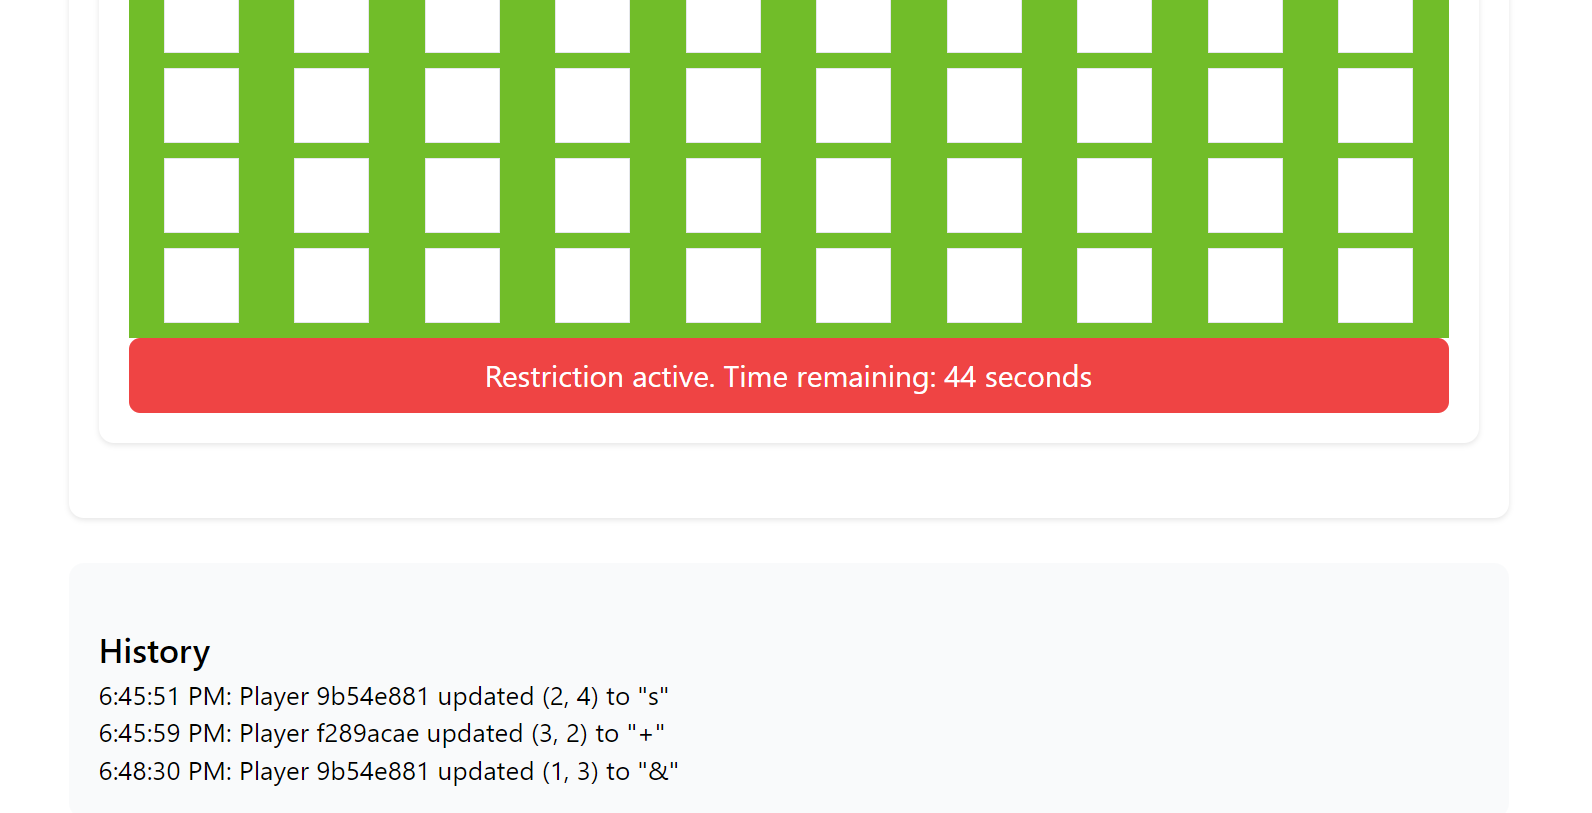 Restriction active. Time remaining: 44 seconds
History
6:45:51 PM: Player 9b54e881 updated (2, 4) to "s"
6:45:59 PM: Player f289acae updated (3, 2) to "+"
6:48:30 PM: Player 9b54e881 updated (1, 3) to "&"